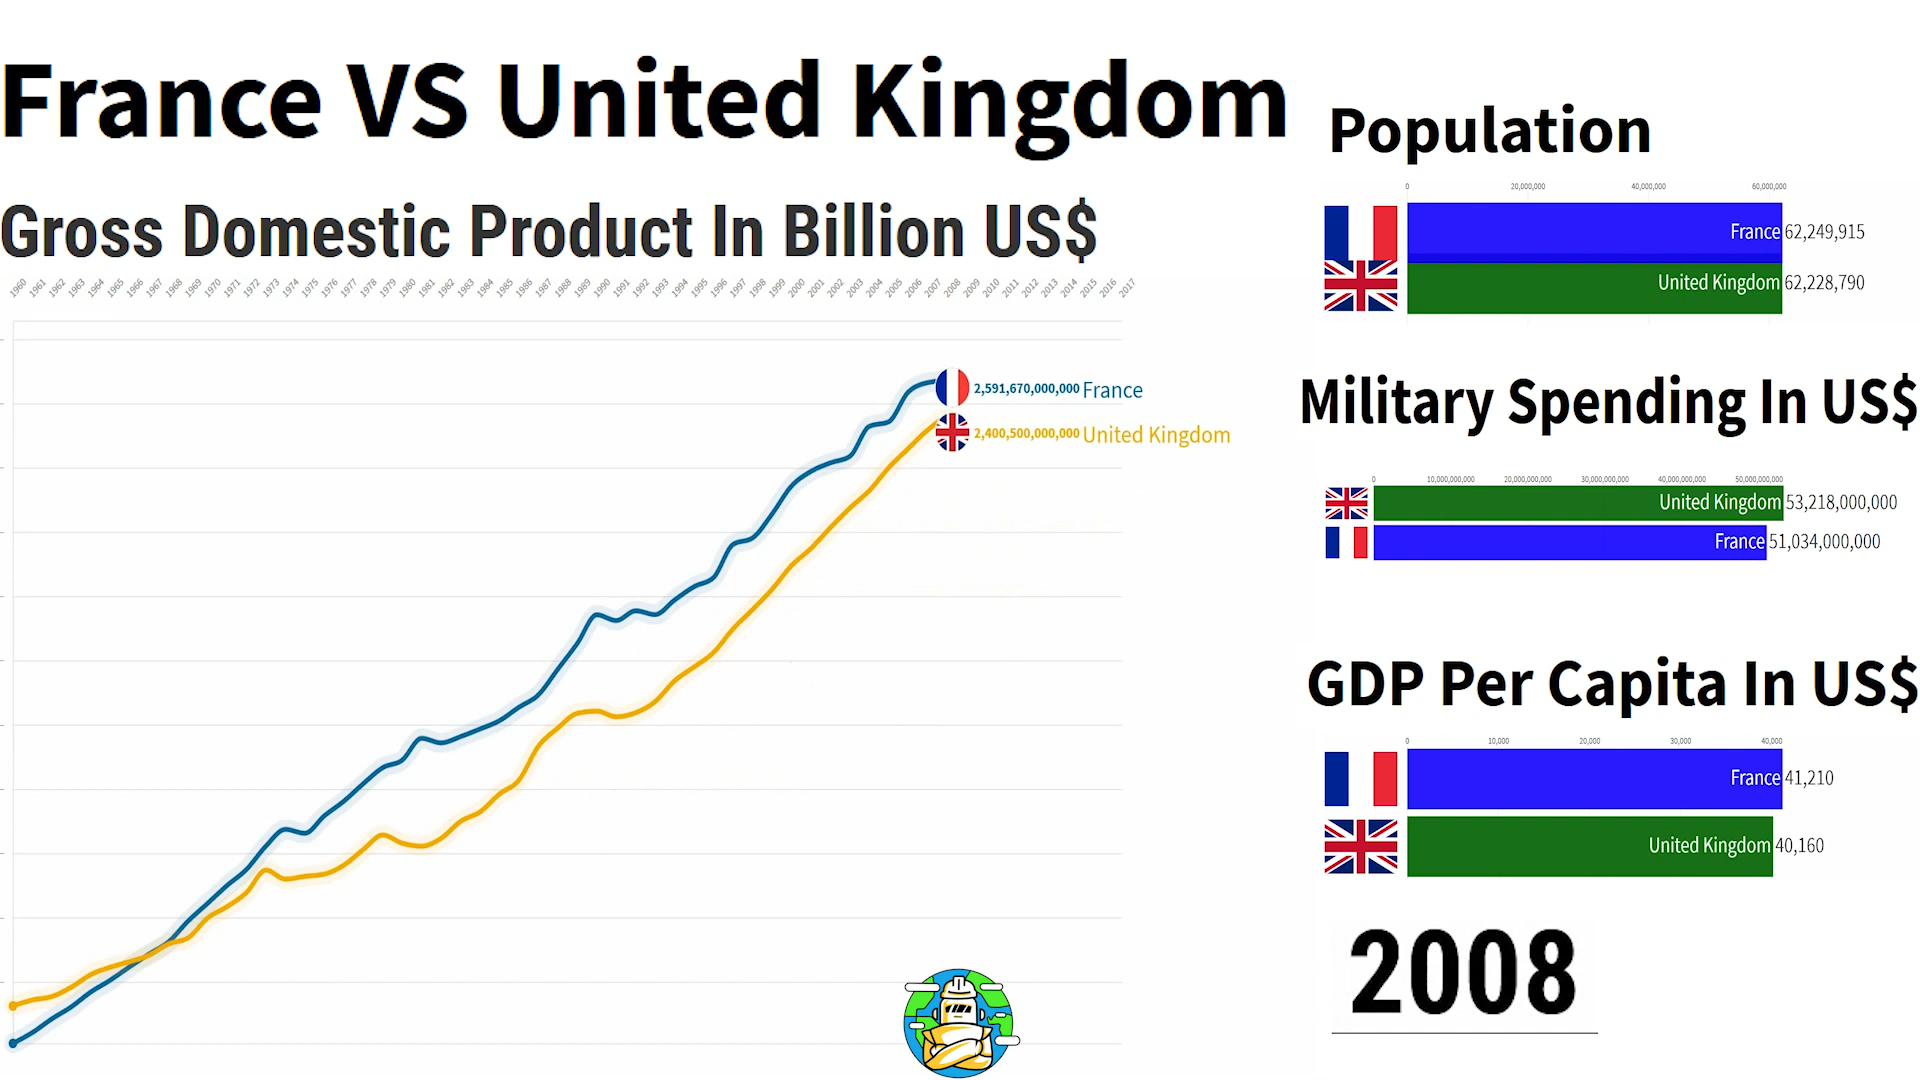 France VS United Kingdom
Gross Domestic Product In Billion US$
1960 1961 1962 1963 1964 1965 1966 1967 1968 1969 1970 1971 1972 1973 1974 1975 1976 1977 1978 1979 1980 1981 1982 1983 1984 1985 1986 1987 1988 1989 1990 1991 1992 1993 1994 1995 1996 1997 1998 1999 2000 2001 2002 2003 2004 2005 2006 2007 2008 2009 2010 2011 2012 2013 2014 2015 2016 2017
2,591,670,000,000 France
2,400,500,000,000 United Kingdom
Population
0 20,000,000 40,000,000 60,000,000
France 62,249,915
United Kingdom 62,228,790
Military Spending In US$
0 10,000,000,000 20,000,000,000 30,000,000,000 40,000,000,000 50,000,000,000
United Kingdom 53,218,000,000
France 51,034,000,000
GDP Per Capita In US$
0 10,000 20,000 30,000 40,000
France 41,210
United Kingdom 40,160
2008